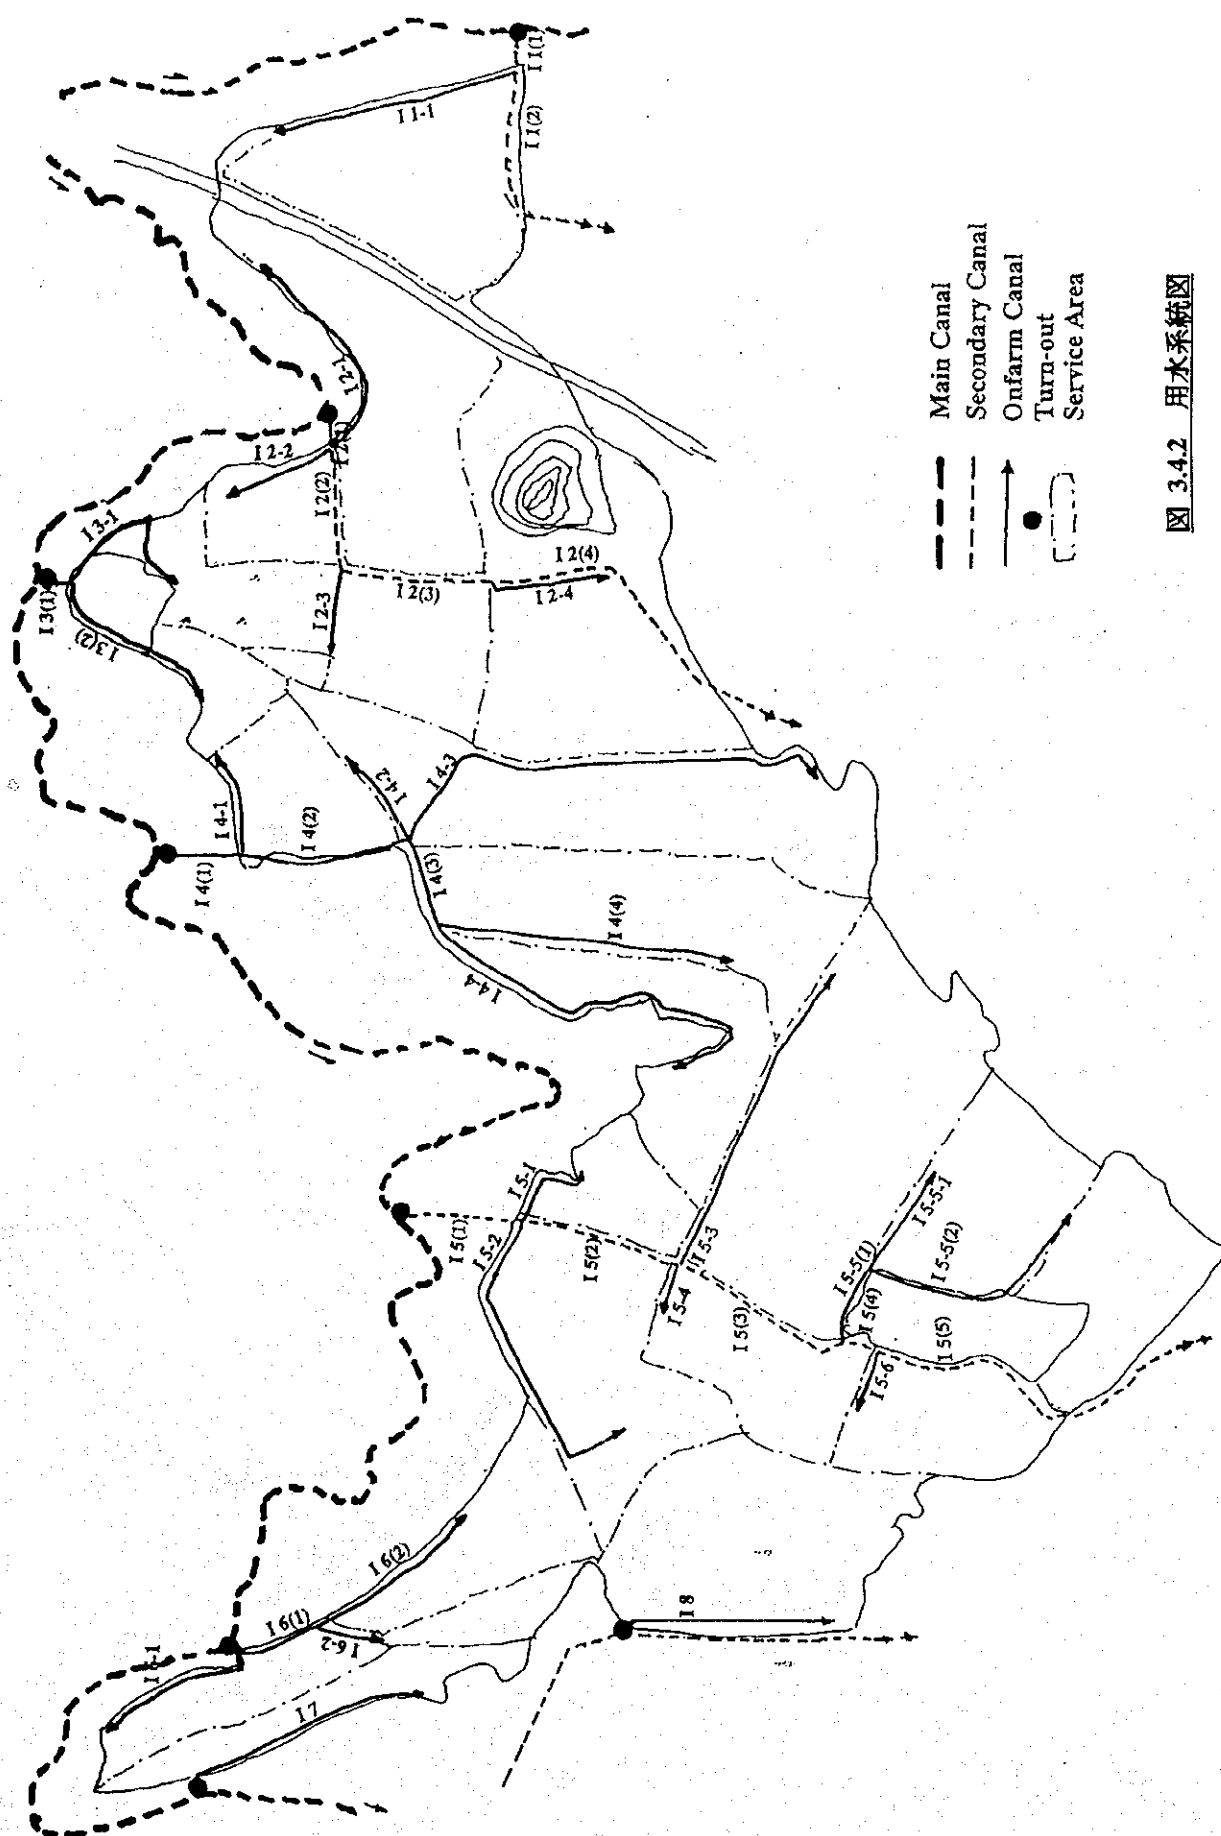 I 1(1)
I 1(2)
I 1-1
I 2-1
I 2(1)
I 2-2
I 2(2)
I 2-3
I 2(3)
I 2(4)
I 2-4
I 3-1
I 3(1)
I 3(2)
I 4-1
I 4(1)
I 4(2)
I 4-2
I 4-3
I 4(3)
I 4(4)
I 4-4
I 5-1
I 5(1)
I 5-2
I 5(2)
I 5-3
I 5-4
I 5(3)
I 5-5(1)
I 5-5-1
I 5-5(2)
I 5(4)
I 5(5)
I 5-6
I 6(2)
I 6(1)
I 6-2
I 6-1
I 7
I 8
Main Canal
Secondary Canal
Onfarm Canal
Turn-out
Service Area
図 3.4.2 用水系統図